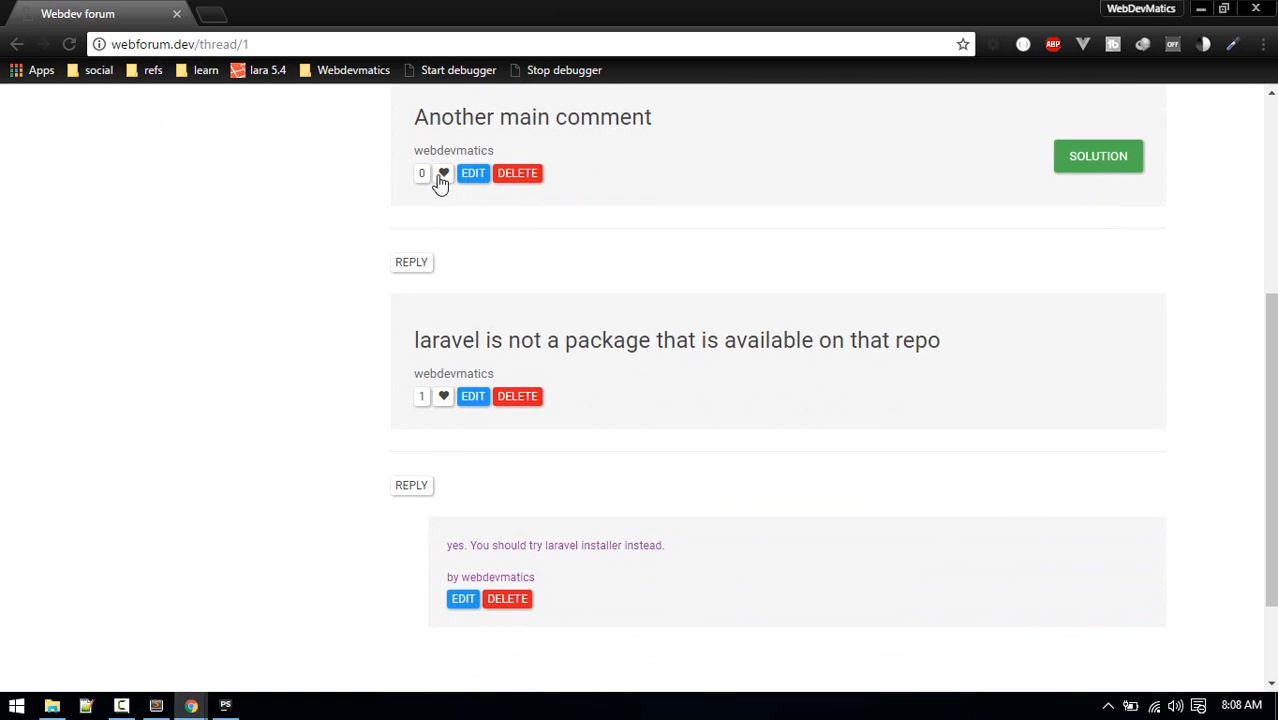 Webdev forum
WebDevMatics
webforum.dev/thread/1
ABP
OFF
Apps social refs learn lara 5.4 Webdevmatics Start debugger Stop debugger
Another main comment
webdevmatics
0 EDIT DELETE
SOLUTION
REPLY
laravel is not a package that is available on that repo
webdevmatics
1 EDIT DELETE
REPLY
yes. You should try laravel installer instead.
by webdevmatics
EDIT DELETE
PS
8:08 AM